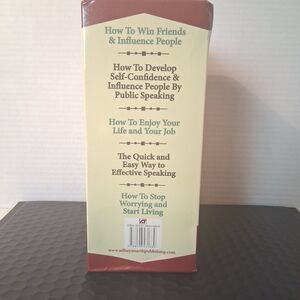 How To Win Friends
& Influence People
How To Develop
Self-Confidence &
Influence People By
Public Speaking
How To Enjoy Your
Life and Your Job
The Quick and
Easy Way to
Effective Speaking
How To Stop
Worrying and
Start Living